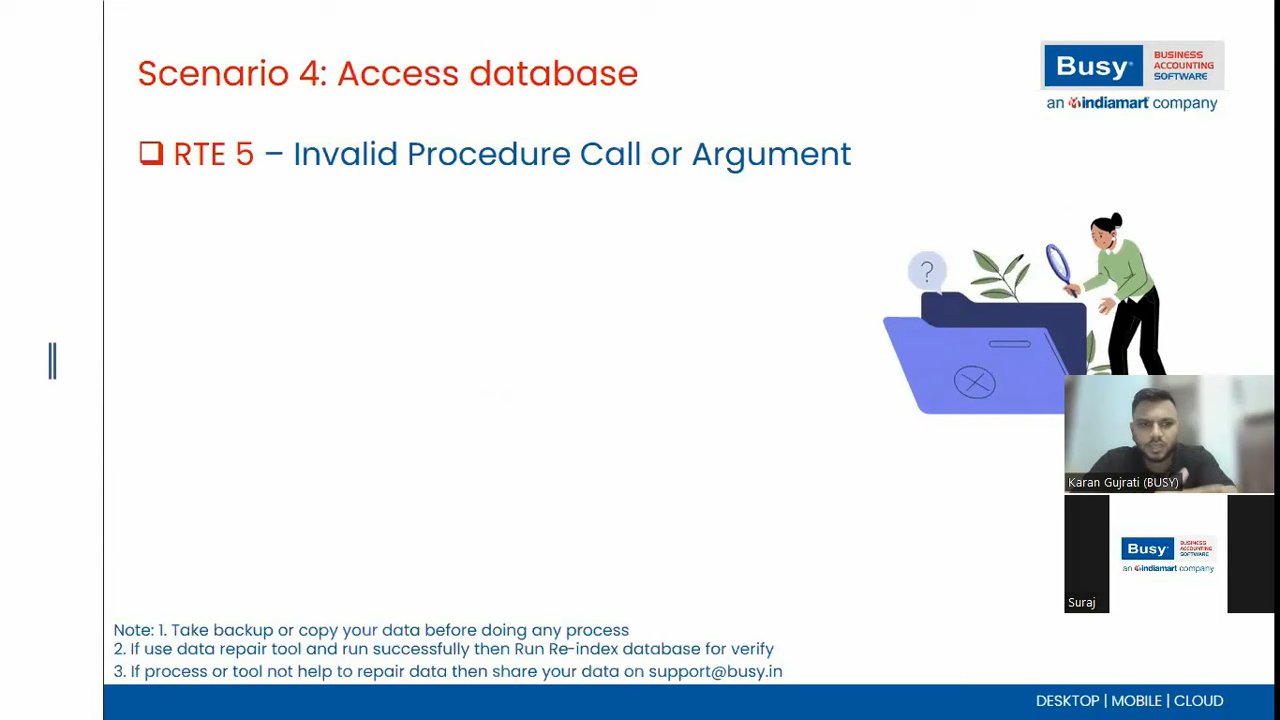 Scenario 4: Access database
Busy
BUSINESS
ACCOUNTING
SOFTWARE
an indiamart company
RTE 5 – Invalid Procedure Call or Argument
?
Karan Gujrati (BUSY)
Busy
BUSINESS
ACCOUNTING
SOFTWARE
an indiamart company
Suraj
Note: 1. Take backup or copy your data before doing any process
2. If use data repair tool and run successfully then Run Re-index database for verify
3. If process or tool not help to repair data then share your data on support@busy.in
DESKTOP | MOBILE | CLOUD